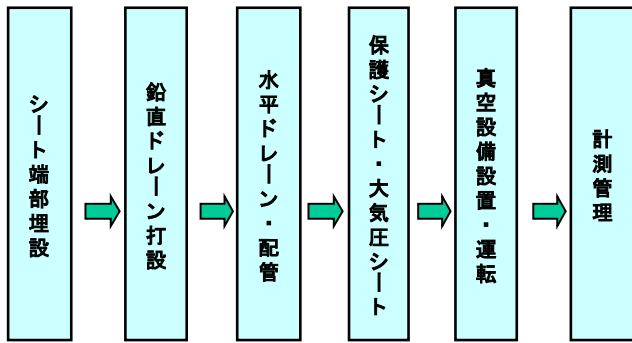 シート端部埋設
鉛直ドレーン打設
水平ドレーン・配管
保護シート・大気圧シート
真空設備設置・運転
計測管理